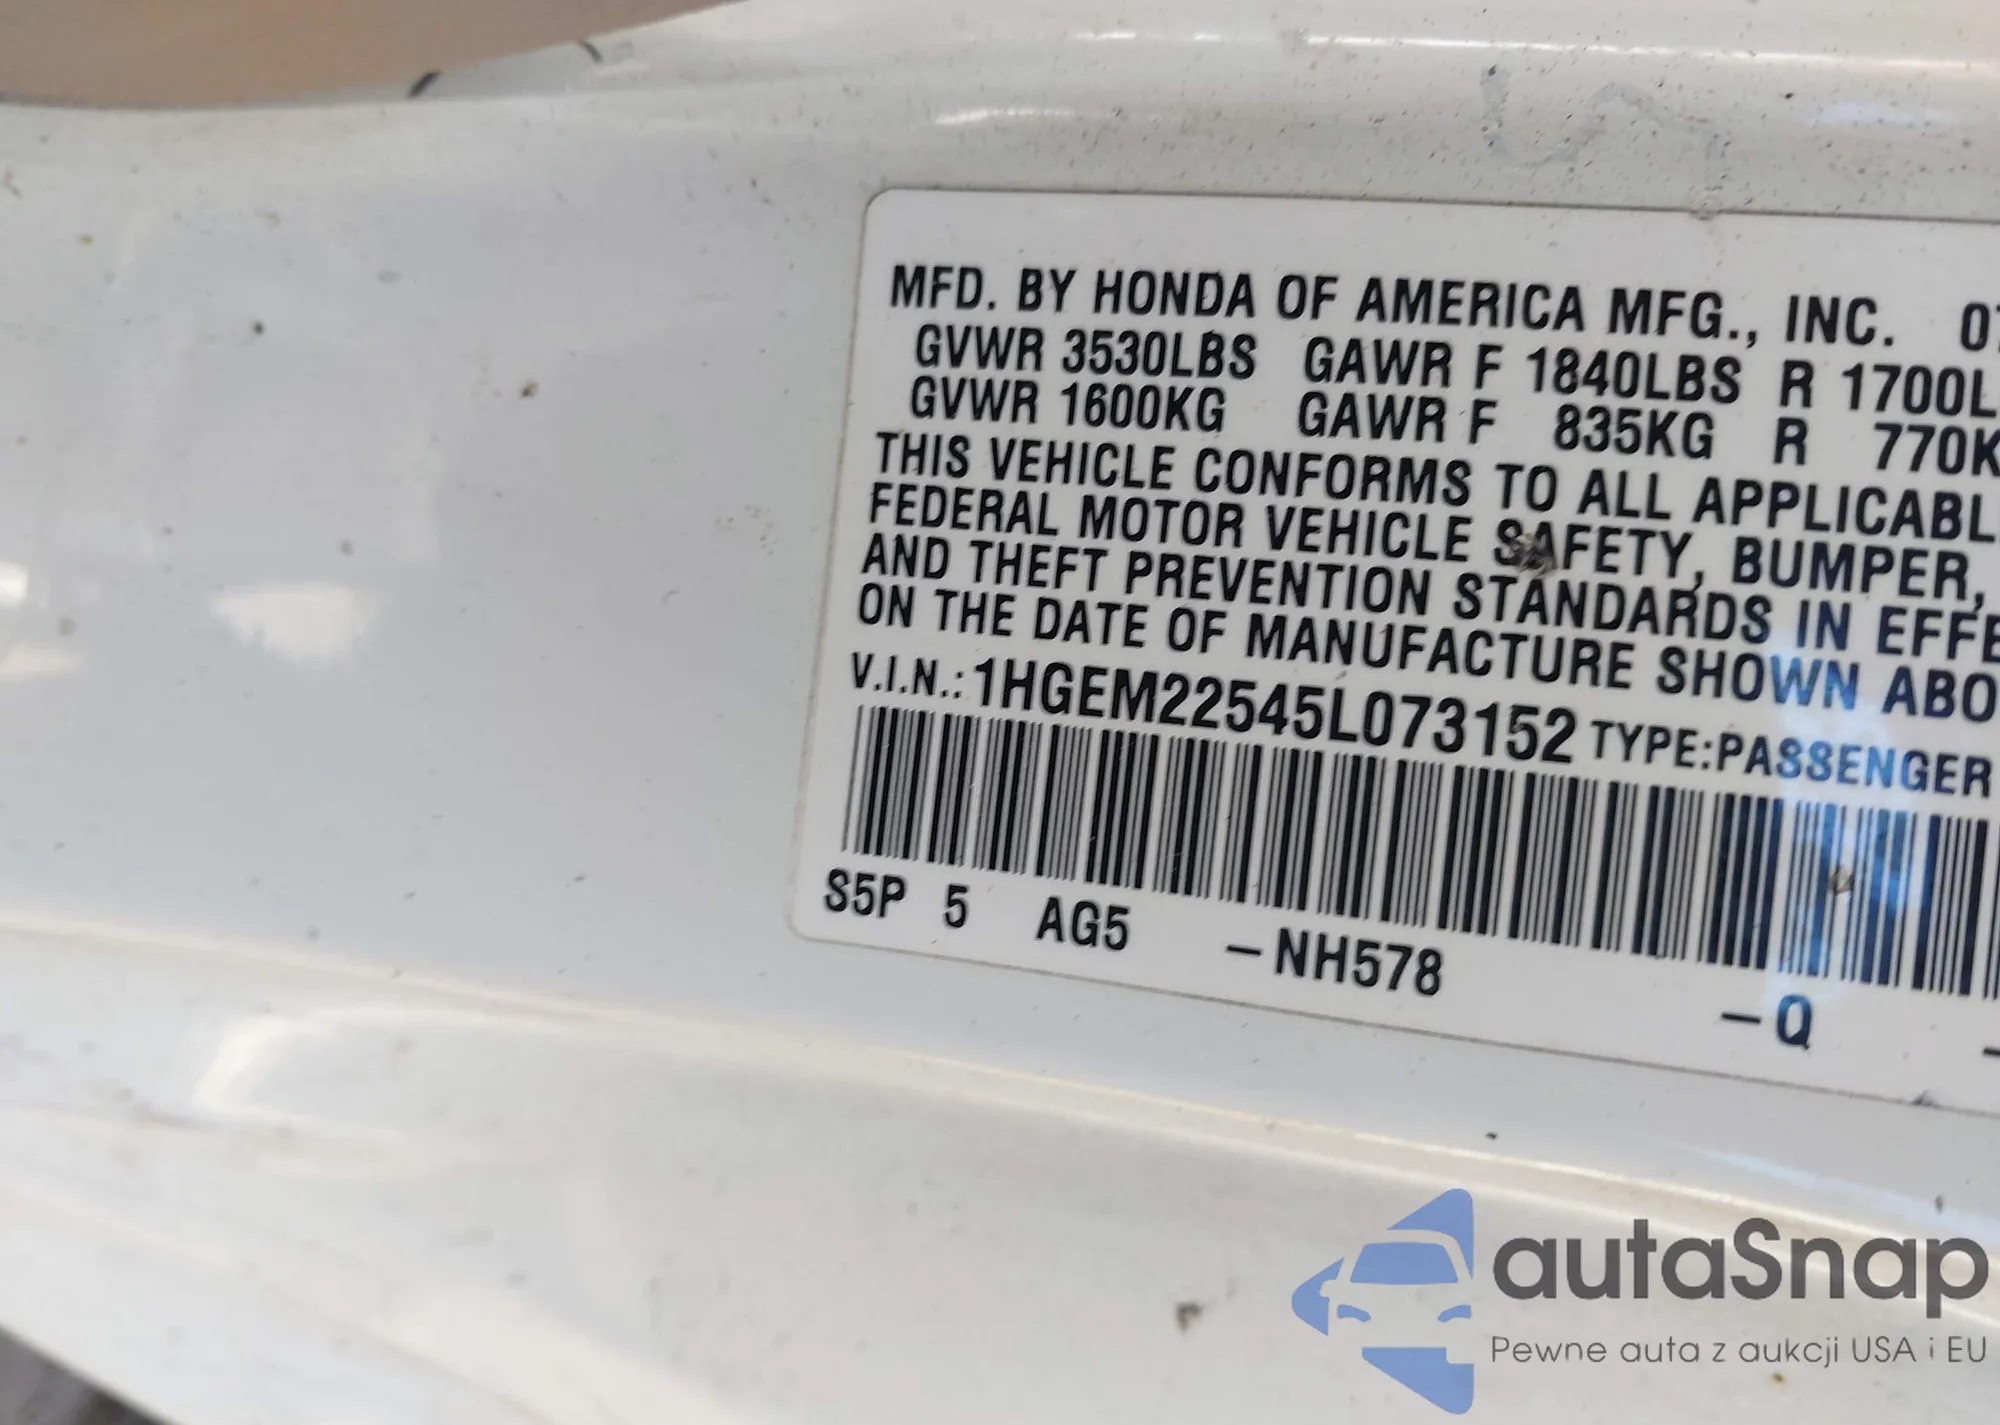 MFD. BY HONDA OF AMERICA MFG., INC. 07
GVWR 3530LBS GAWR F 1840LBS R 1700L
GVWR 1600KG GAWR F 835KG R 770K
THIS VEHICLE CONFORMS TO ALL APPLICABL
FEDERAL MOTOR VEHICLE SAFETY, BUMPER,
AND THEFT PREVENTION STANDARDS IN EFFE
ON THE DATE OF MANUFACTURE SHOWN ABO
V.I.N.: 1HGEM22545L073152 TYPE:PASSENGER
S5P 5 AG5 –NH578 –Q –
autaSnap
Pewne auta z aukcji USA i EU